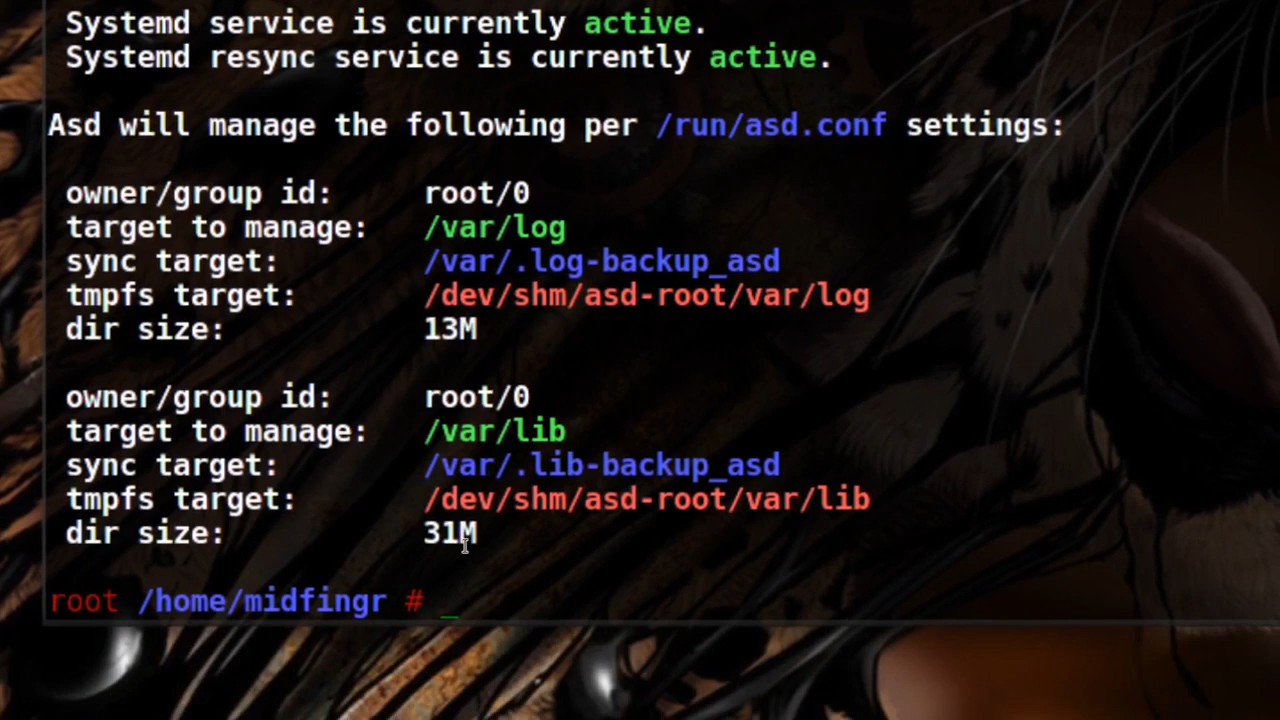 Systemd service is currently active.
Systemd resync service is currently active.
Asd will manage the following per /run/asd.conf settings:
owner/group id: root/0
target to manage: /var/log
sync target: /var/.log-backup_asd
tmpfs target: /dev/shm/asd-root/var/log
dir size: 13M
owner/group id: root/0
target to manage: /var/lib
sync target: /var/.lib-backup_asd
tmpfs target: /dev/shm/asd-root/var/lib
dir size: 31M
root /home/midfingr # _